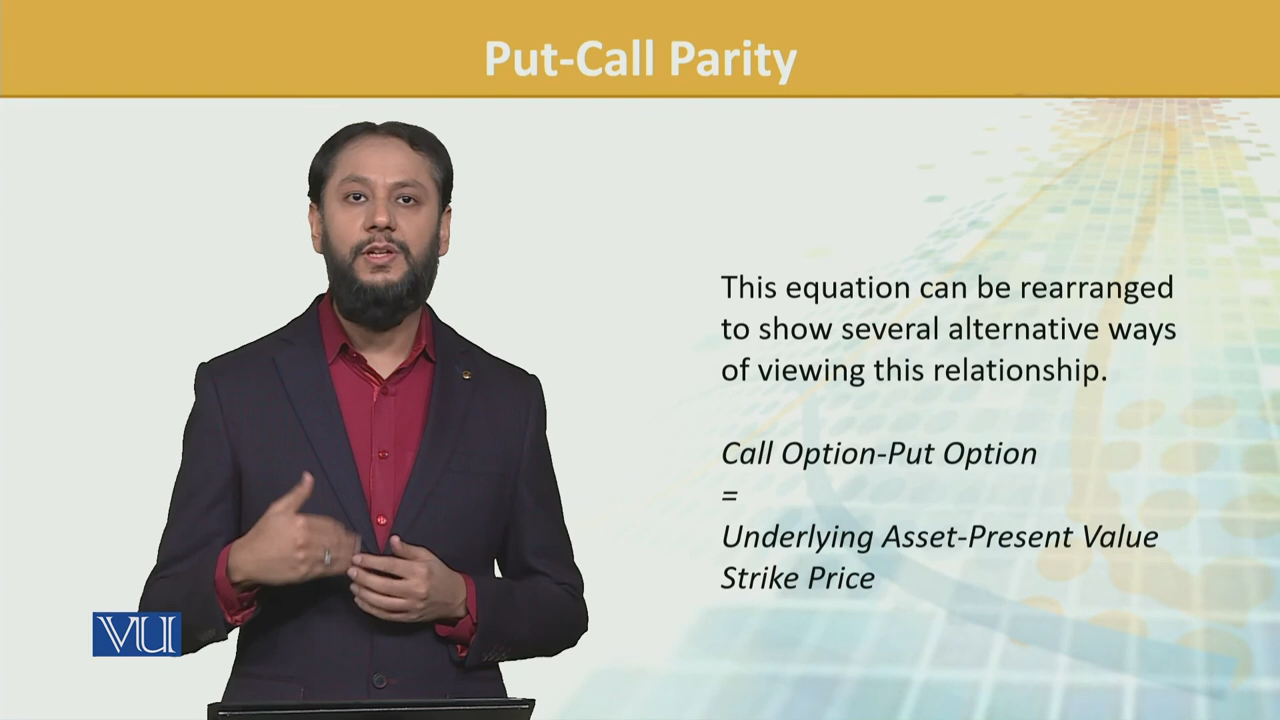 Put-Call Parity
This equation can be rearranged
to show several alternative ways
of viewing this relationship.
Call Option-Put Option
=
Underlying Asset-Present Value
Strike Price
VU